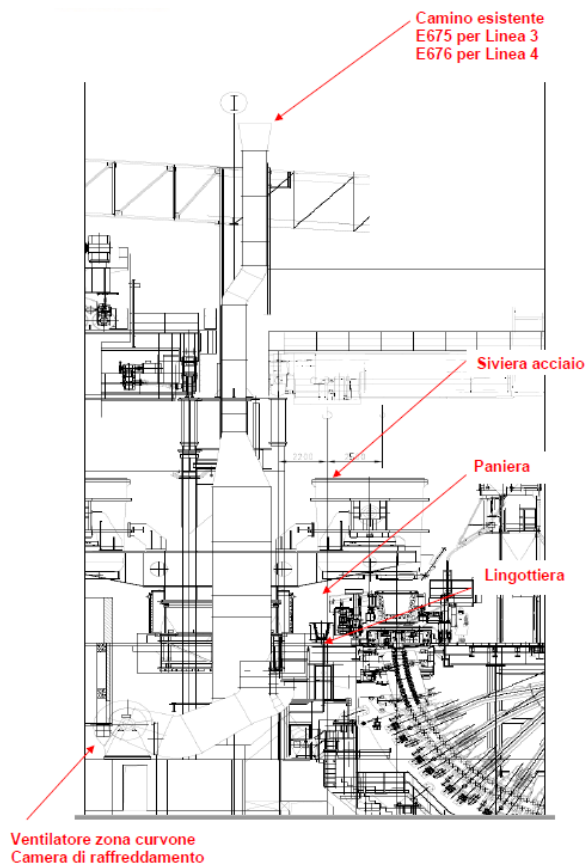 Camino esistente
E675 per Linea 3
E676 per Linea 4
Siviera acciaio
2200
Paniera
Lingottiera
Ventilatore zona curvone
Camera di raffreddamento